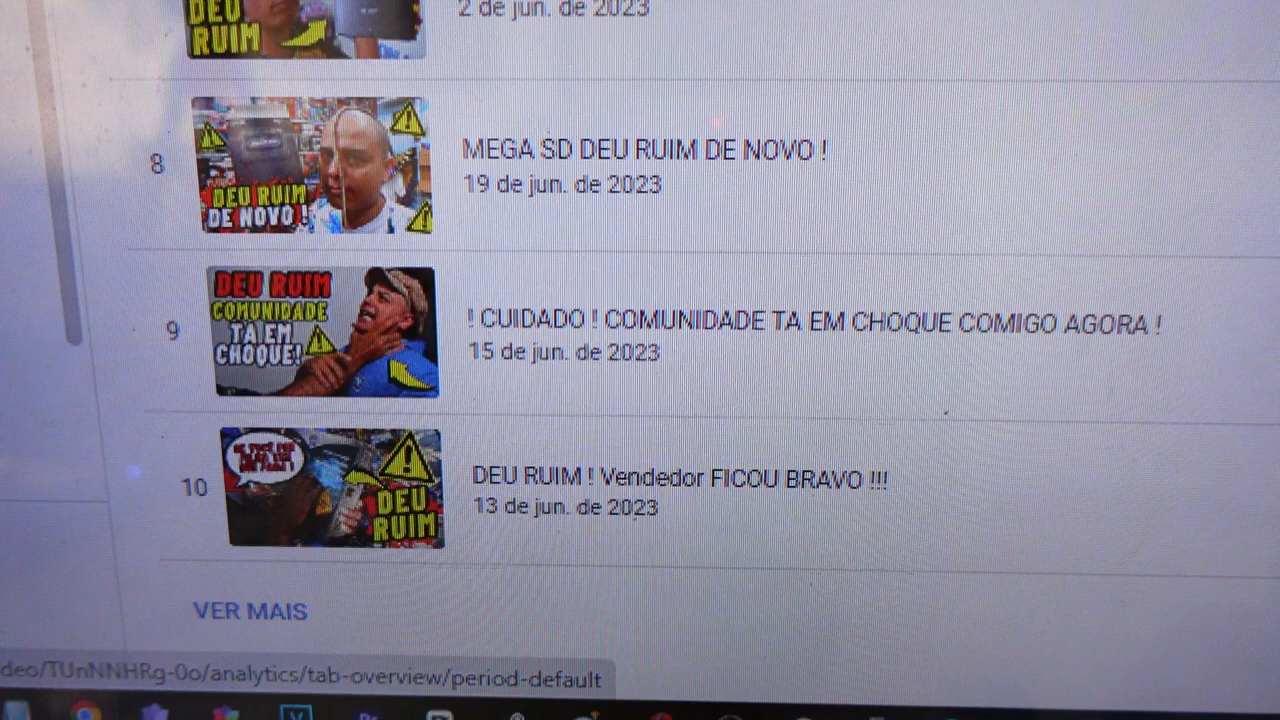 DEU
RUIM
2 de jun. de 2023
8
DEU RUIM
DE NOVO !
MEGA SD DEU RUIM DE NOVO !
19 de jun. de 2023
9
DEU RUIM
COMUNIDADE
TA EM
CHOQUE!
! CUIDADO ! COMUNIDADE TA EM CHOQUE COMIGO AGORA !
15 de jun. de 2023
10
DEU
RUIM
DEU RUIM ! Vendedor FICOU BRAVO !!!
13 de jun. de 2023
VER MAIS
deo/TUnNNHRg-0o/analytics/tab-overview/period-default